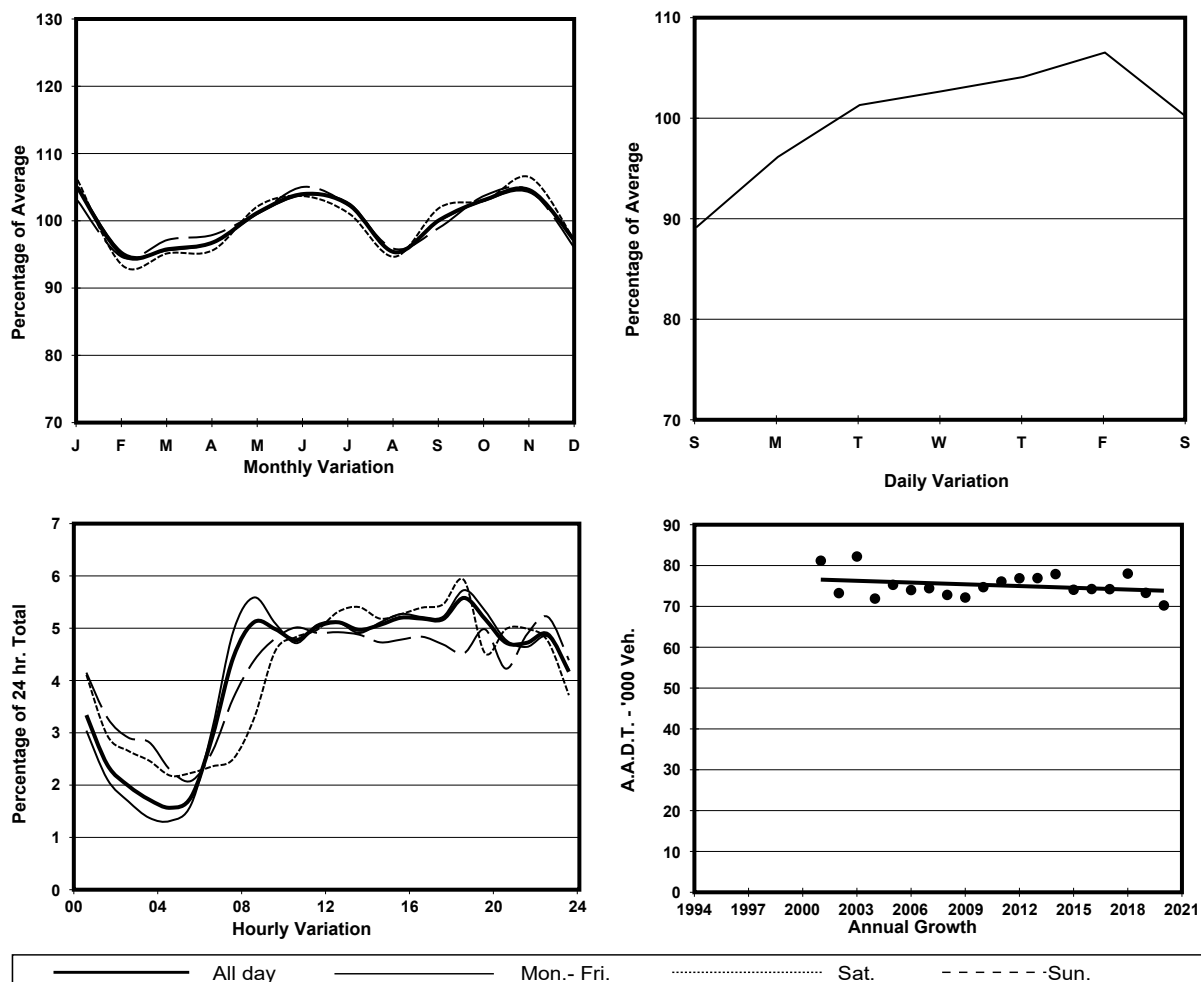 130
120
110
100
90
80
70
Percentage of Average
J F M A M J J A S O N D
Monthly Variation
110
100
90
80
70
Percentage of Average
S M T W T F S
Daily Variation
7
6
5
4
3
2
1
0
Percentage of 24 hr. Total
00 04 08 12 16 20 24
Hourly Variation
90
80
70
60
50
40
30
20
10
0
A.A.D.T. - '000 Veh.
1994 1997 2000 2003 2006 2009 2012 2015 2018 2021
Annual Growth
All day Mon.- Fri. Sat. Sun.